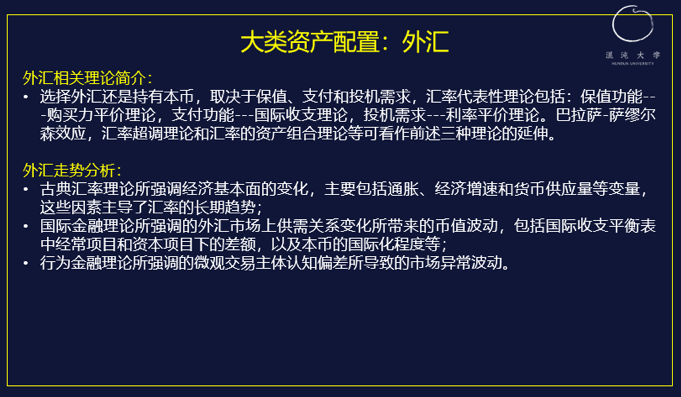 大类资产配置：外汇
混沌大学
HUNDUN UNIVERSITY
外汇相关理论简介：
• 选择外汇还是持有本币，取决于保值、支付和投机需求，汇率代表性理论包括：保值功能--
-购买力平价理论，支付功能---国际收支理论，投机需求---利率平价理论。巴拉萨-萨缪尔
森效应，汇率超调理论和汇率的资产组合理论等可看作前述三种理论的延伸。
外汇走势分析：
• 古典汇率理论所强调经济基本面的变化，主要包括通胀、经济增速和货币供应量等变量，
这些因素主导了汇率的长期趋势；
• 国际金融理论所强调的外汇市场上供需关系变化所带来的币值波动，包括国际收支平衡表
中经常项目和资本项目下的差额，以及本币的国际化程度等；
• 行为金融理论所强调的微观交易主体认知偏差所导致的市场异常波动。